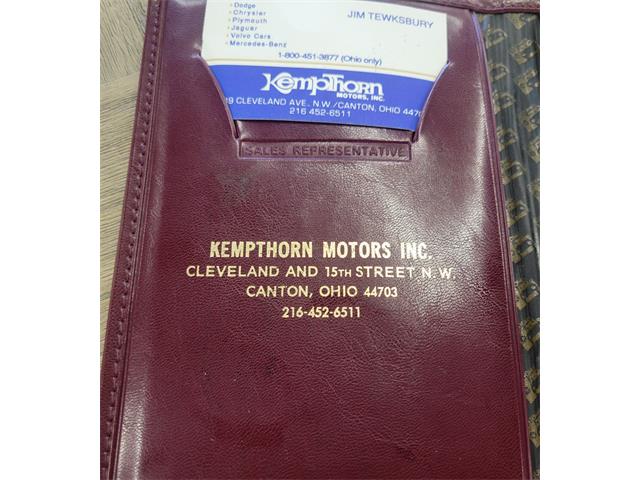 Dodge
JIM TEWKSBURY
Chrysler
Plymouth
Jaguar
Volvo Cars
Mercedes-Benz
1-800-451-3877 (Ohio only)
KempThorn
MOTORS, INC.
CLEVELAND AVE. N.W./CANTON, OHIO
216 452-6511
SALES REPRESENTATIVE
KEMPTHORN MOTORS INC.
CLEVELAND AND 15TH STREET N.W.
CANTON, OHIO 44703
216-452-6511